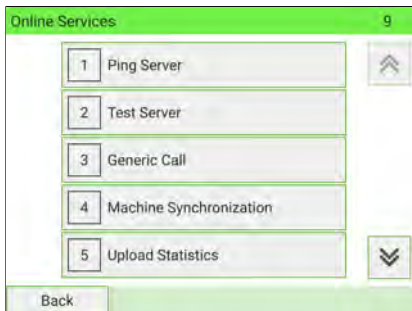 Online Services 9
1 Ping Server
2 Test Server
3 Generic Call
4 Machine Synchronization
5 Upload Statistics
Back